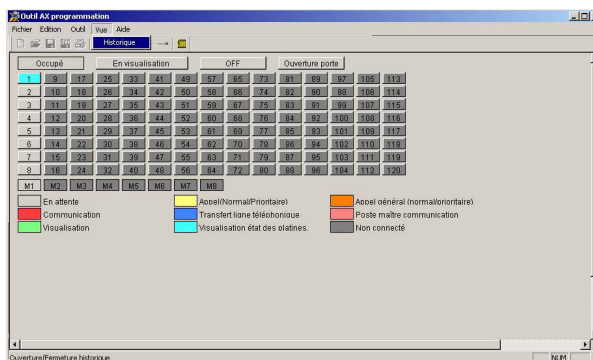 Outil AX programmation
Fichier Edition Outil Vue Aide
Historique
Occupé En visualisation OFF Ouverture porte
1 9 17 25 33 41 49 57 65 73 81 89 97 105 113
2 10 18 26 34 42 50 58 66 74 82 90 98 106 114
3 11 19 27 35 43 51 59 67 75 83 91 99 107 115
4 12 20 28 36 44 52 60 68 76 84 92 100 108 116
5 13 21 29 37 45 53 61 69 77 85 93 101 109 117
6 14 22 30 38 46 54 62 70 78 86 94 102 110 118
7 15 23 31 39 47 55 63 71 79 87 95 103 111 119
8 16 24 32 40 48 56 64 72 80 88 96 104 112 120
M1 M2 M3 M4 M5 M6 M7 M8
En attente Appel(Normal/Prioritaire) Appel général (normal/prioritaire)
Communication Transfert ligne téléphonique Poste maître communication
Visualisation Visualisation état des platines. Non connecté
Ouverture/Fermeture historique NUM